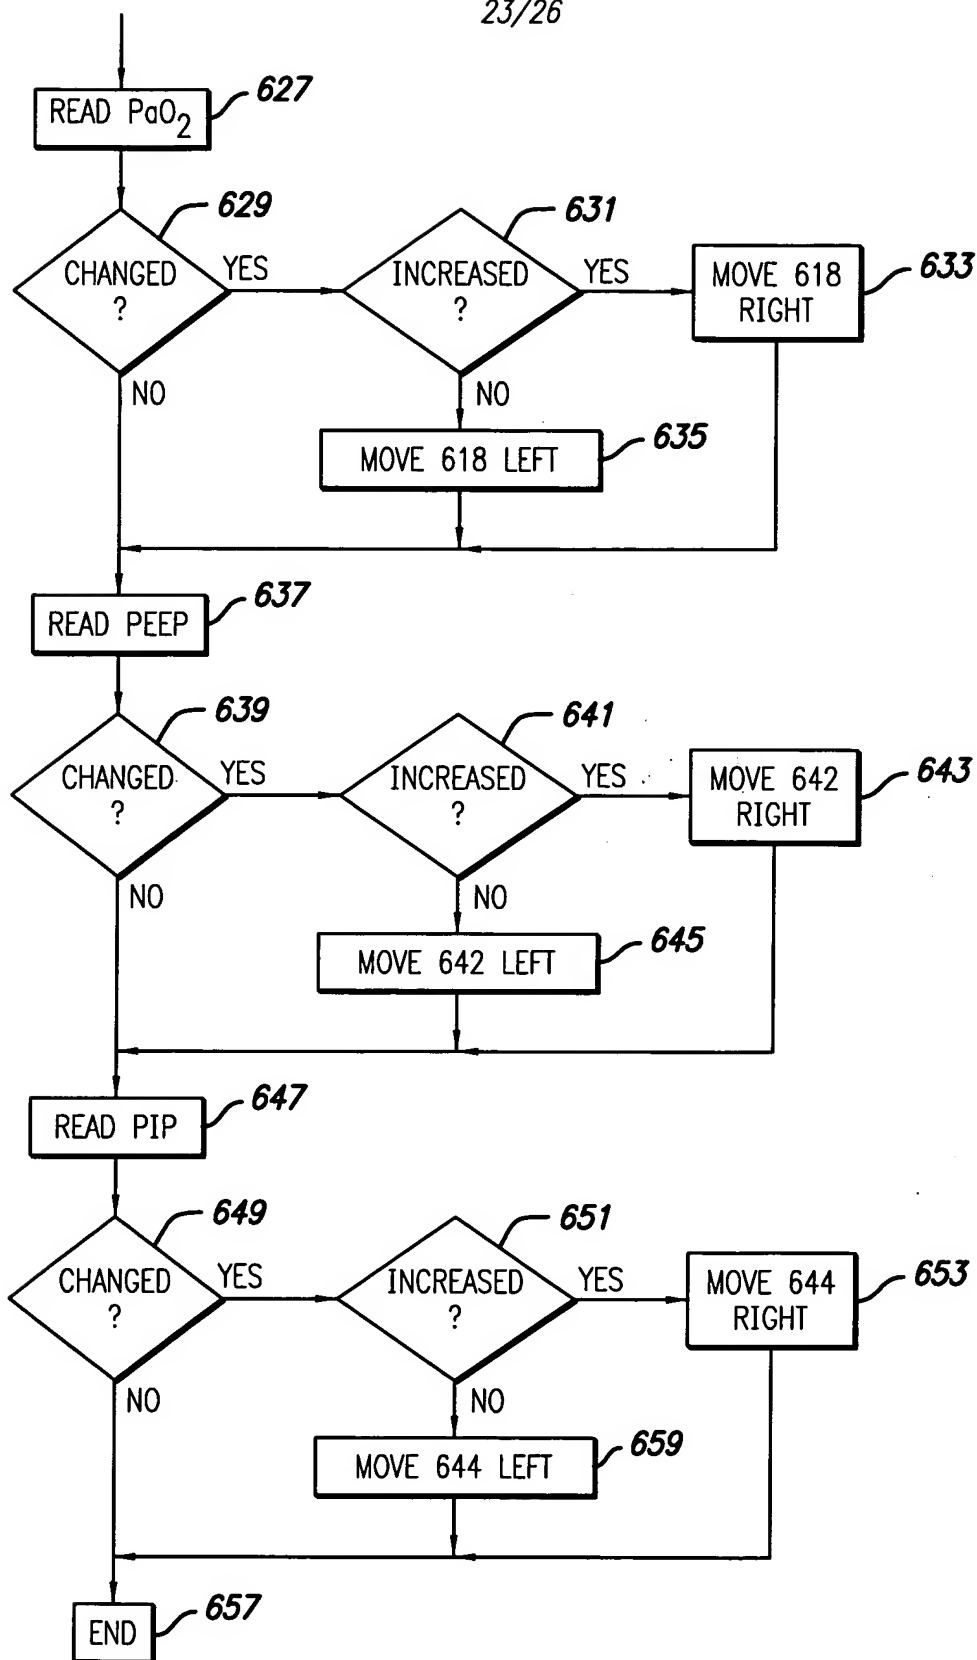 23/26
READ PaO2
627
CHANGED
?
629
YES
NO
INCREASED
?
631
YES
NO
MOVE 618
RIGHT
633
MOVE 618 LEFT
635
READ PEEP
637
CHANGED
?
639
YES
NO
INCREASED
?
641
YES
NO
MOVE 642
RIGHT
643
MOVE 642 LEFT
645
READ PIP
647
CHANGED
?
649
YES
NO
INCREASED
?
651
YES
NO
MOVE 644
RIGHT
653
MOVE 644 LEFT
659
END
657